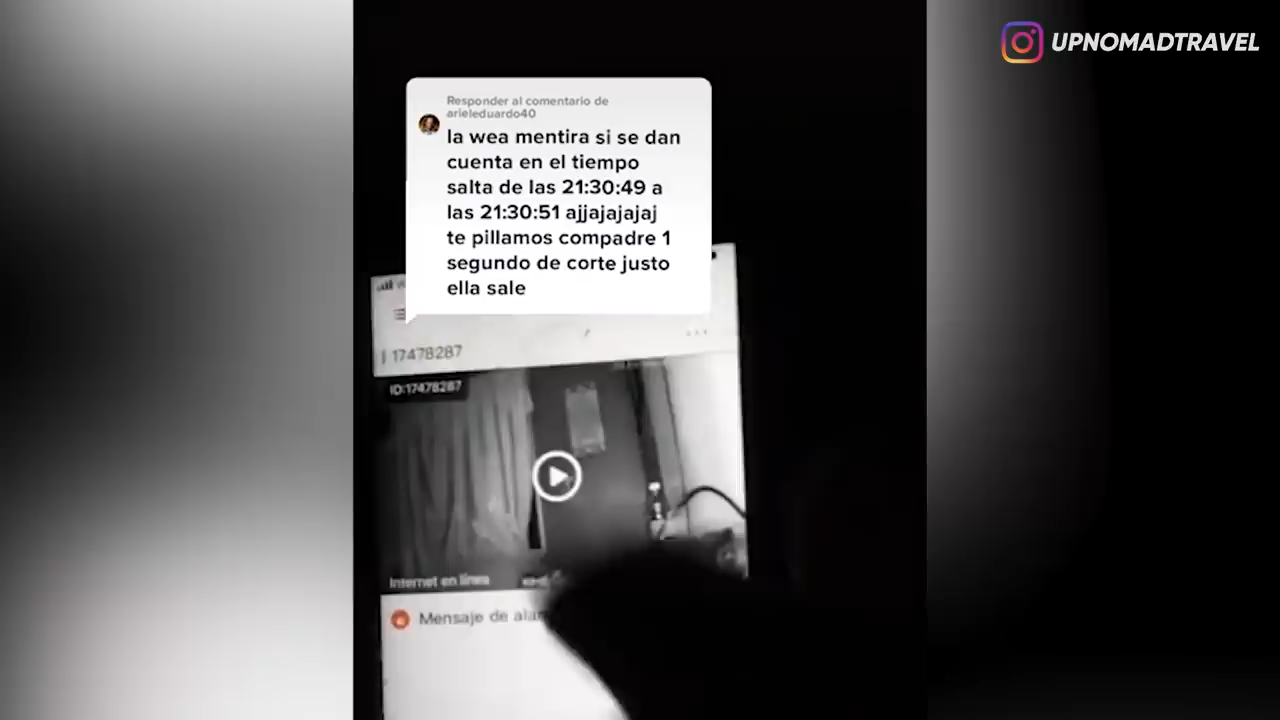 UPNOMADTRAVEL
Responder al comentario de
arieleduardo40
la wea mentira si se dan
cuenta en el tiempo
salta de las 21:30:49 a
las 21:30:51 ajjajajajaj
te pillamos compadre 1
segundo de corte justo
ella sale
17478287
ID:17478287
Internet en línea
Mensaje de